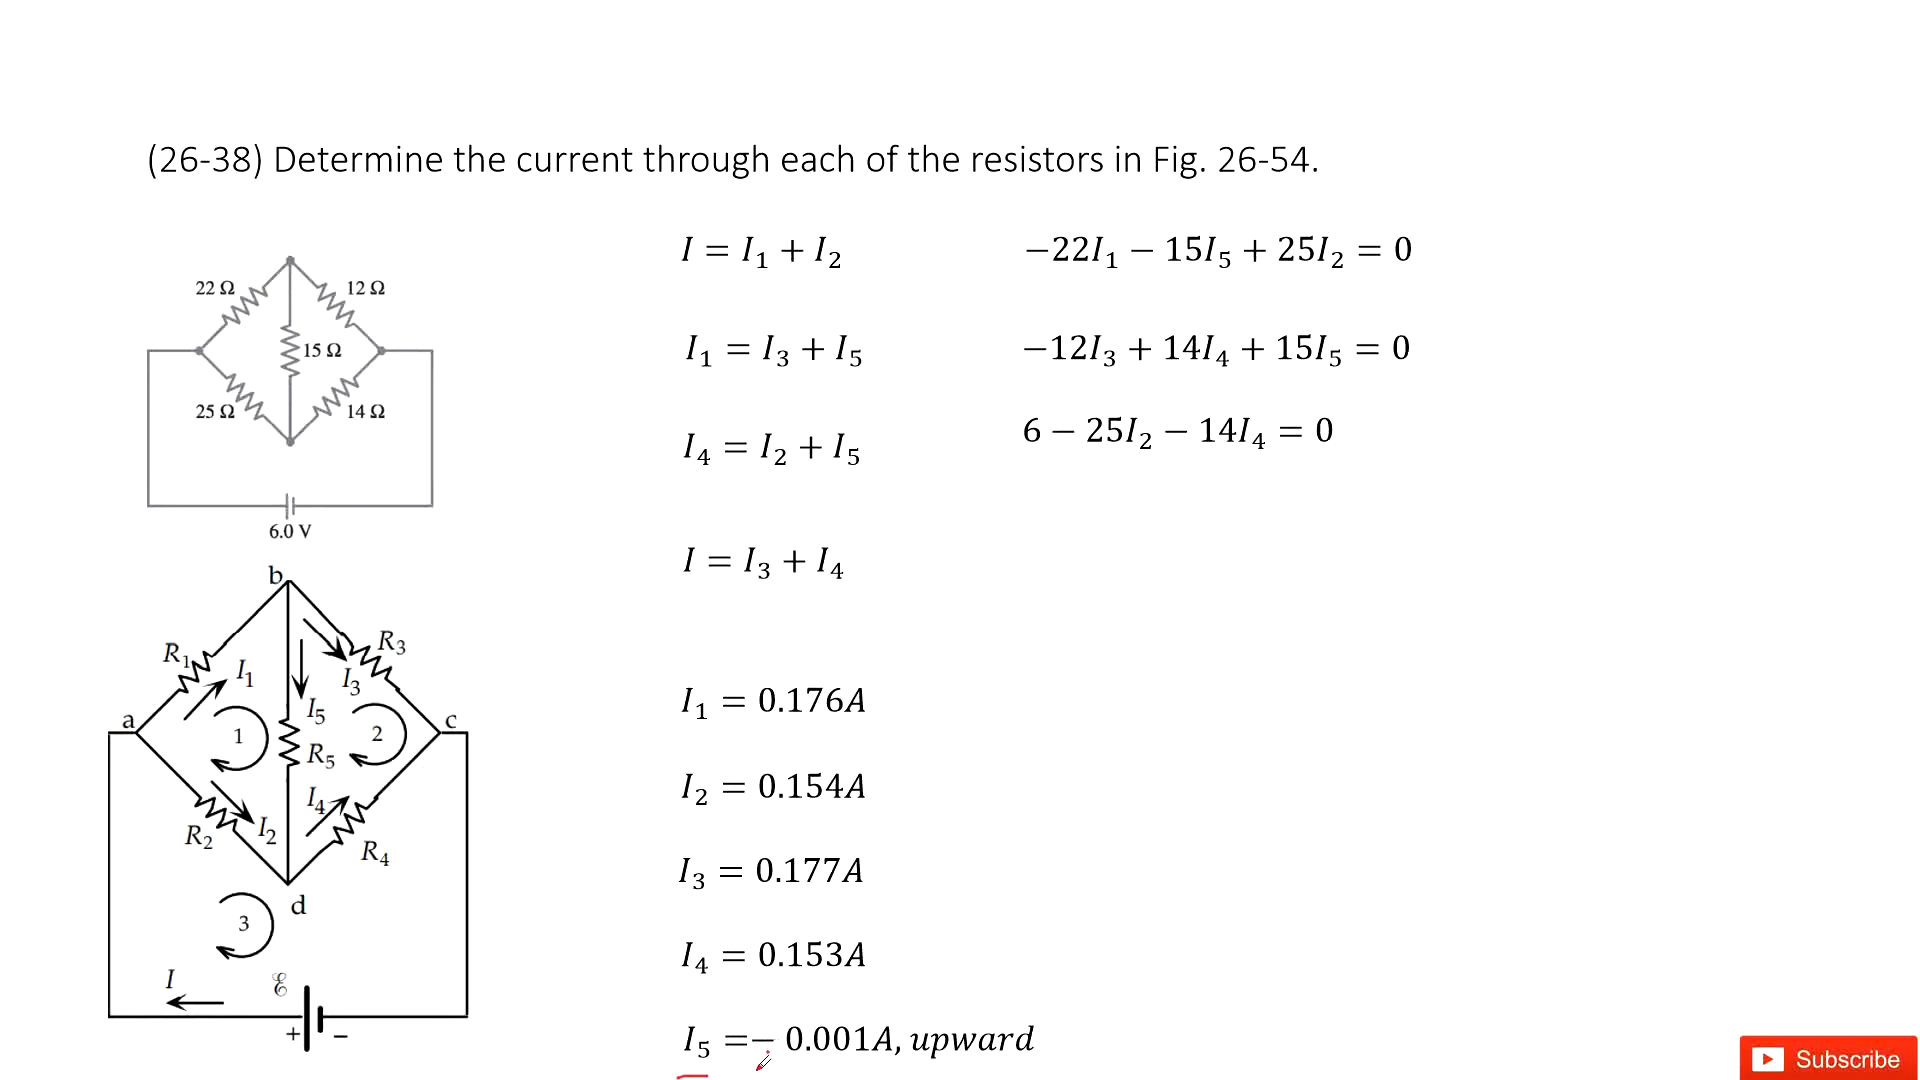 (26-38) Determine the current through each of the resistors in Fig. 26-54.
22 Ω
12 Ω
15 Ω
25 Ω
14 Ω
6.0 V
b
R₁
I₁
R₃
I₃
a
I₅
c
1
2
R₅
I₄
R₂
I₂
R₄
d
3
I
ℰ
+
−
I = I₁ + I₂
I₁ = I₃ + I₅
I₄ = I₂ + I₅
I = I₃ + I₄
−22I₁ − 15I₅ + 25I₂ = 0
−12I₃ + 14I₄ + 15I₅ = 0
6 − 25I₂ − 14I₄ = 0
I₁ = 0.176A
I₂ = 0.154A
I₃ = 0.177A
I₄ = 0.153A
I₅ =− 0.001A, upward
Subscribe